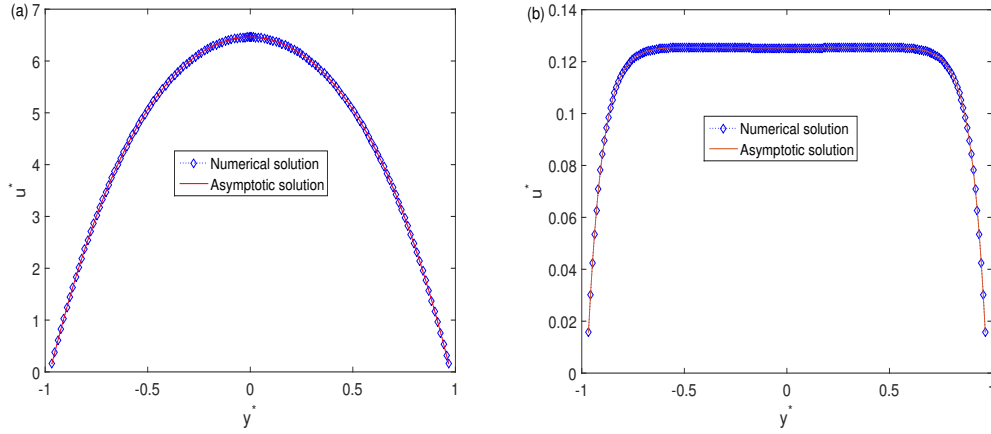 (a)
7
6
5
4
3
2
1
0
u*
Numerical solution
Asymptotic solution
-1 -0.5 0 0.5 1
y*
(b)
0.14
0.12
0.1
0.08
0.06
0.04
0.02
0
u*
Numerical solution
Asymptotic solution
-1 -0.5 0 0.5 1
y*